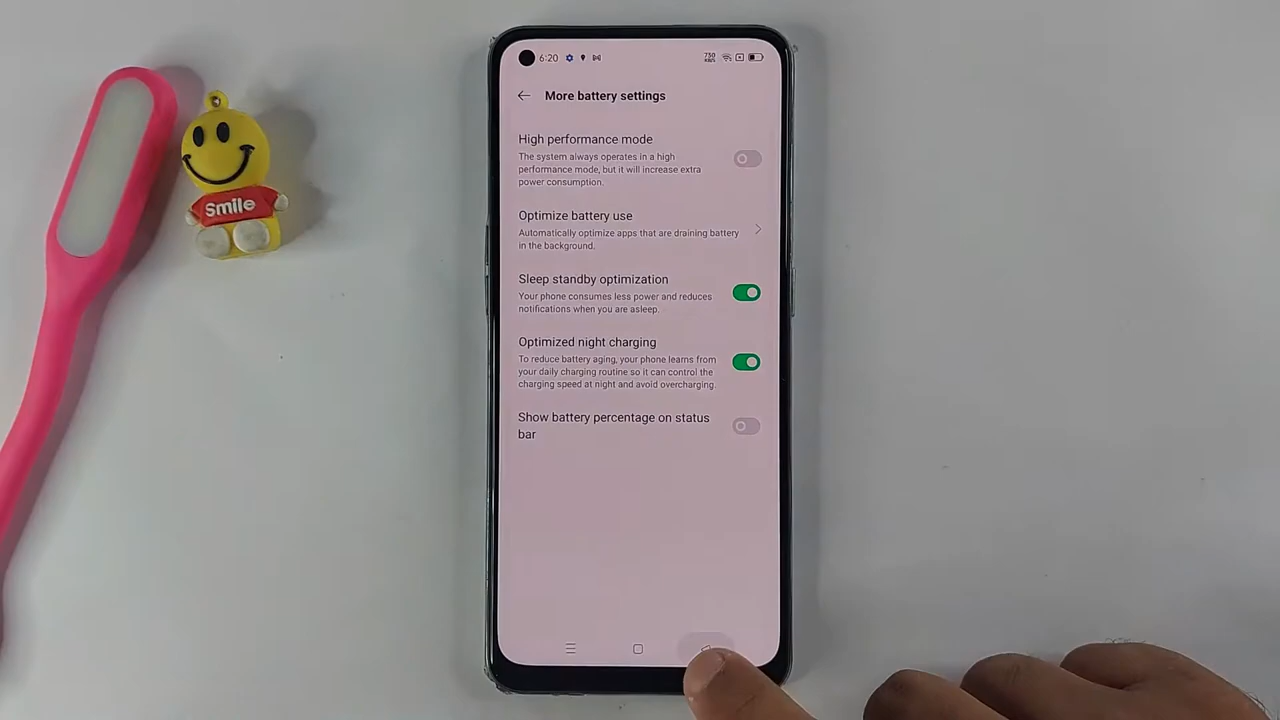 6:20
730
KB/s
More battery settings
High performance mode
The system always operates in a high
performance mode, but it will increase extra
power consumption.
Optimize battery use
Automatically optimize apps that are draining battery
in the background.
Sleep standby optimization
Your phone consumes less power and reduces
notifications when you are asleep.
Optimized night charging
To reduce battery aging, your phone learns from
your daily charging routine so it can control the
charging speed at night and avoid overcharging.
Show battery percentage on status
bar
Smile